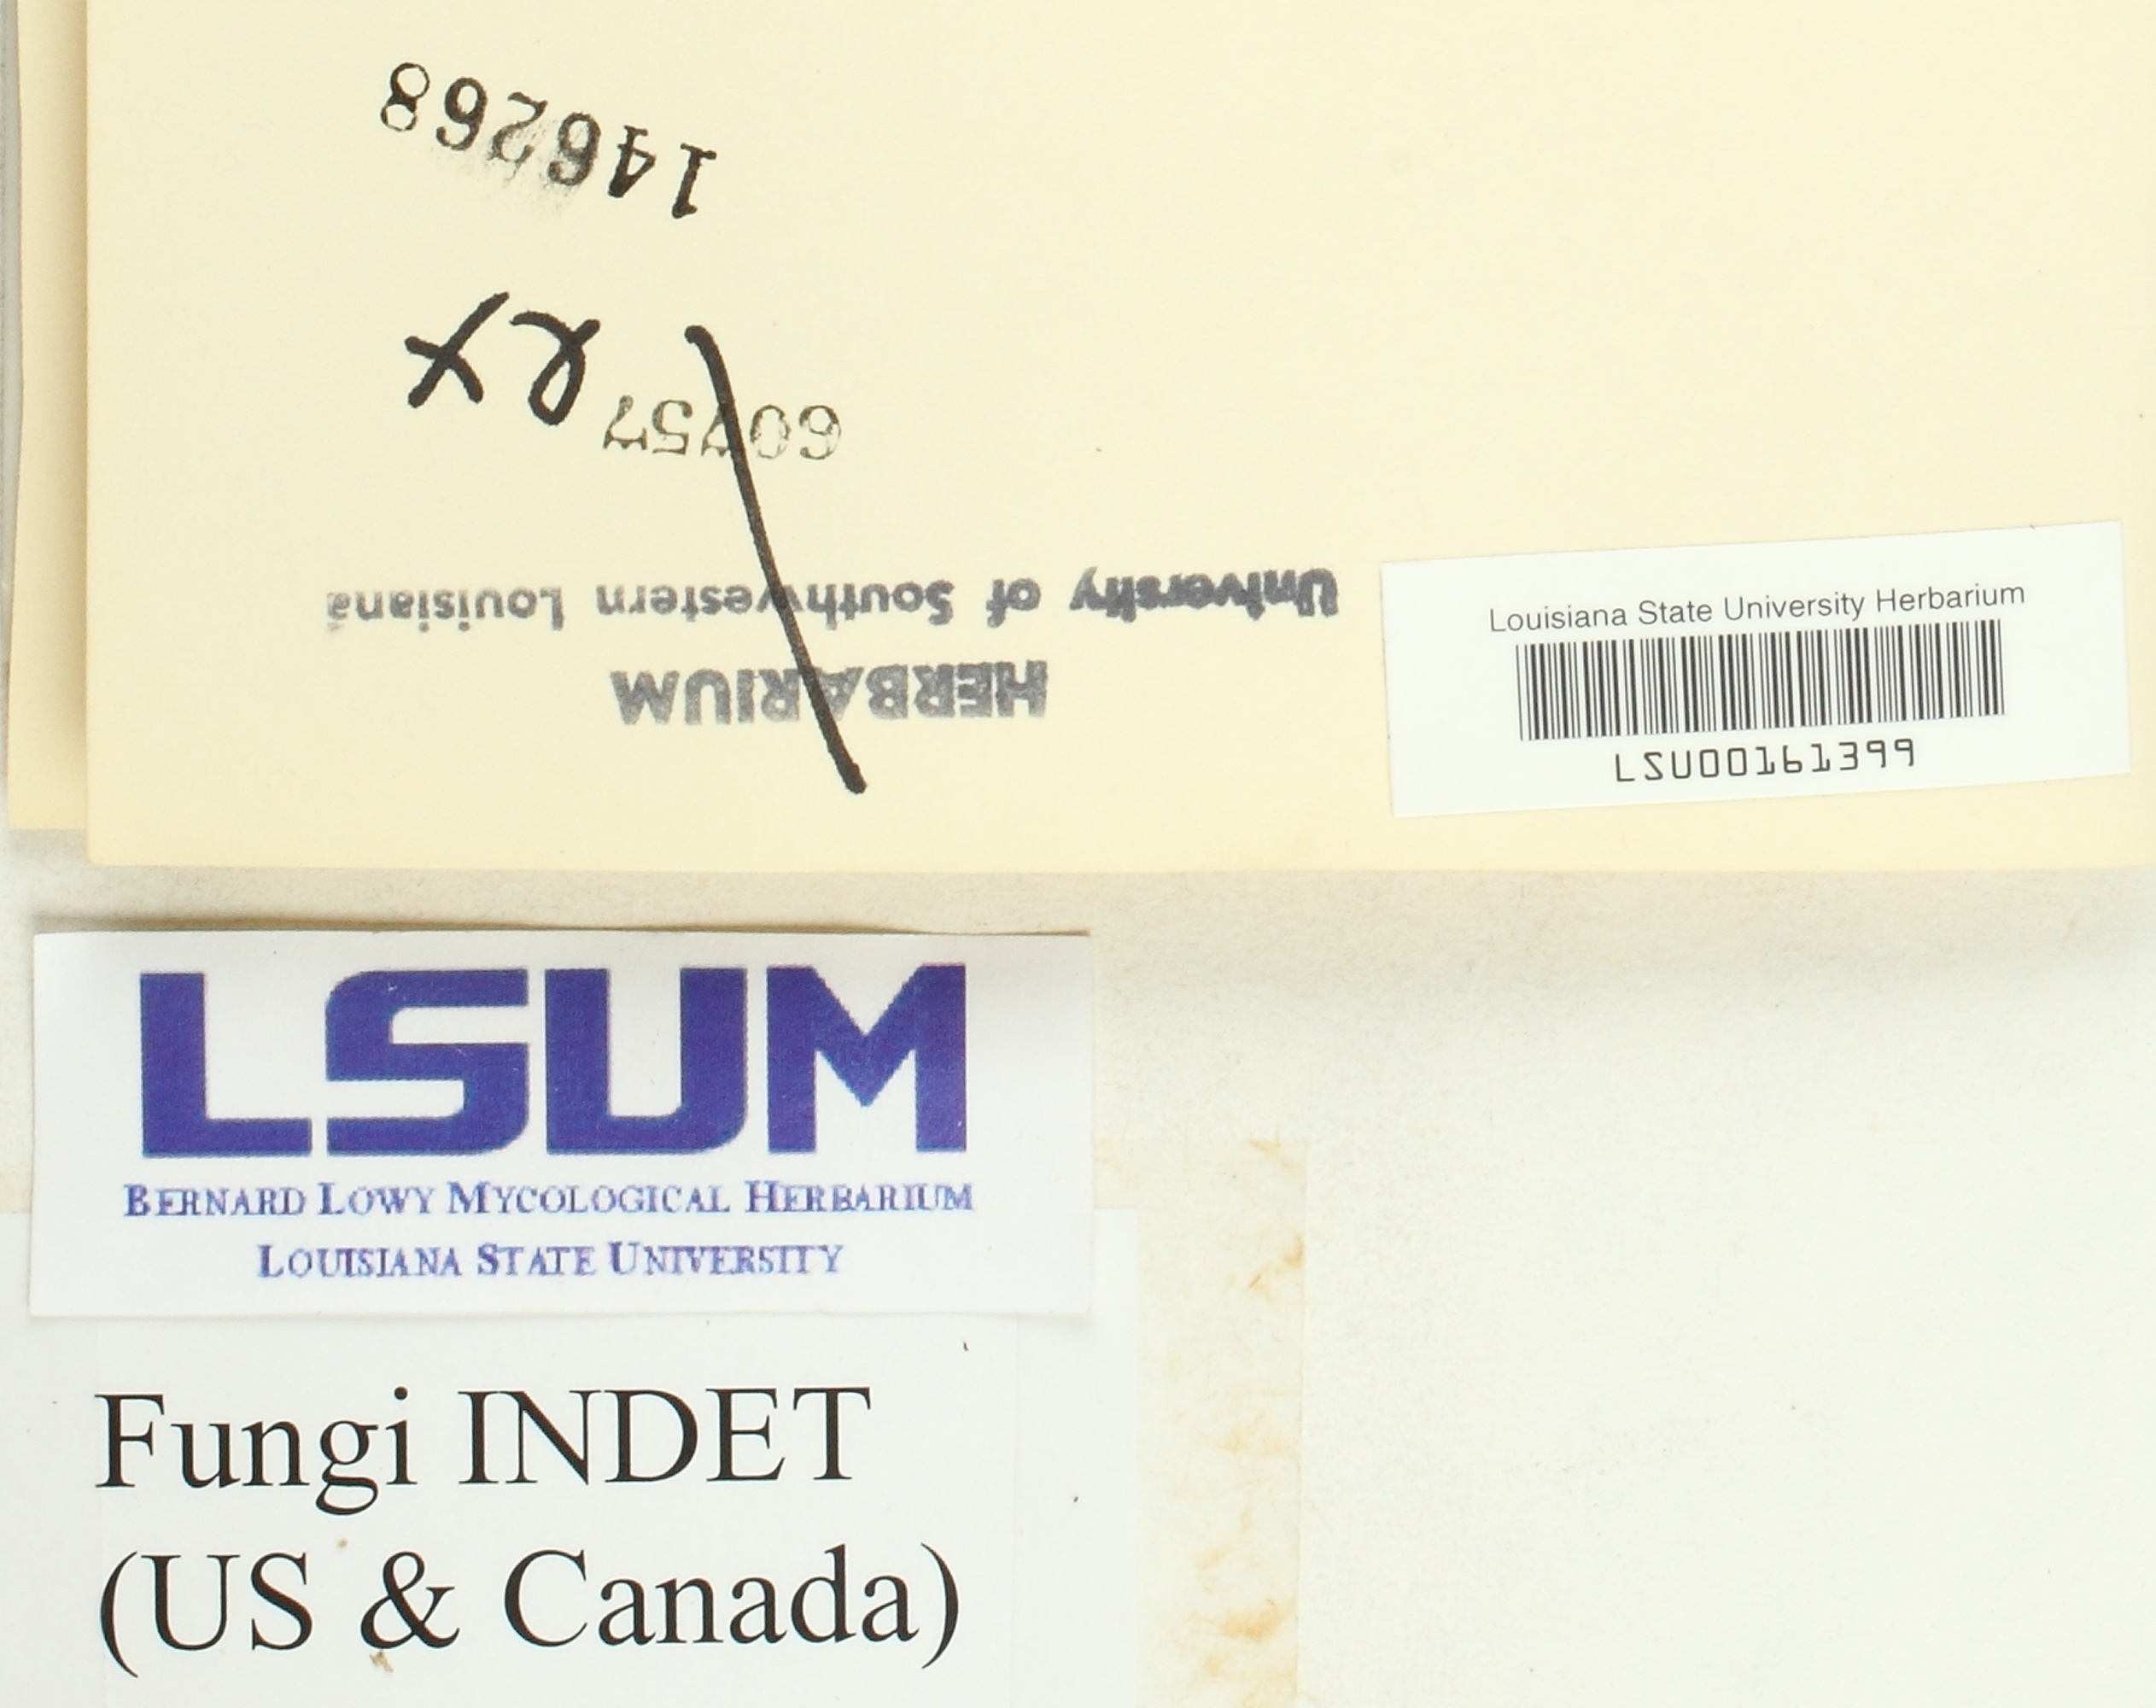 146268
ex
60757
University of Southwestern Louisiana
HERBARIUM
Louisiana State University Herbarium
LSU00161399
LSUM
BERNARD LOWY MYCOLOGICAL HERBARIUM
LOUISIANA STATE UNIVERSITY
Fungi INDET
(US & Canada)